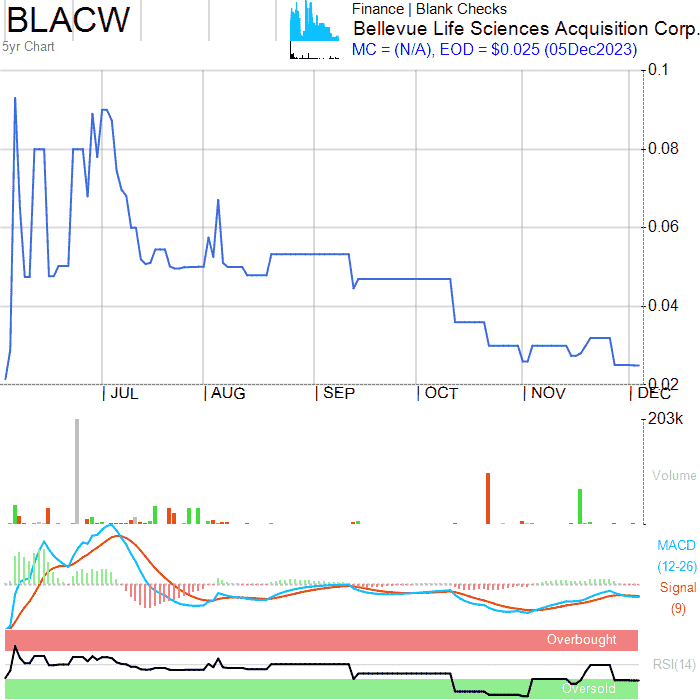 BLACW
5yr Chart
Finance | Blank Checks
Bellevue Life Sciences Acquisition Corp.
MC = (N/A), EOD = $0.025 (05Dec2023)
0.1
0.08
0.06
0.04
0.02
|JUL |AUG |SEP |OCT |NOV |DEC
203k
Volume
MACD
(12-26)
Signal
(9)
Overbought
RSI(14)
Oversold